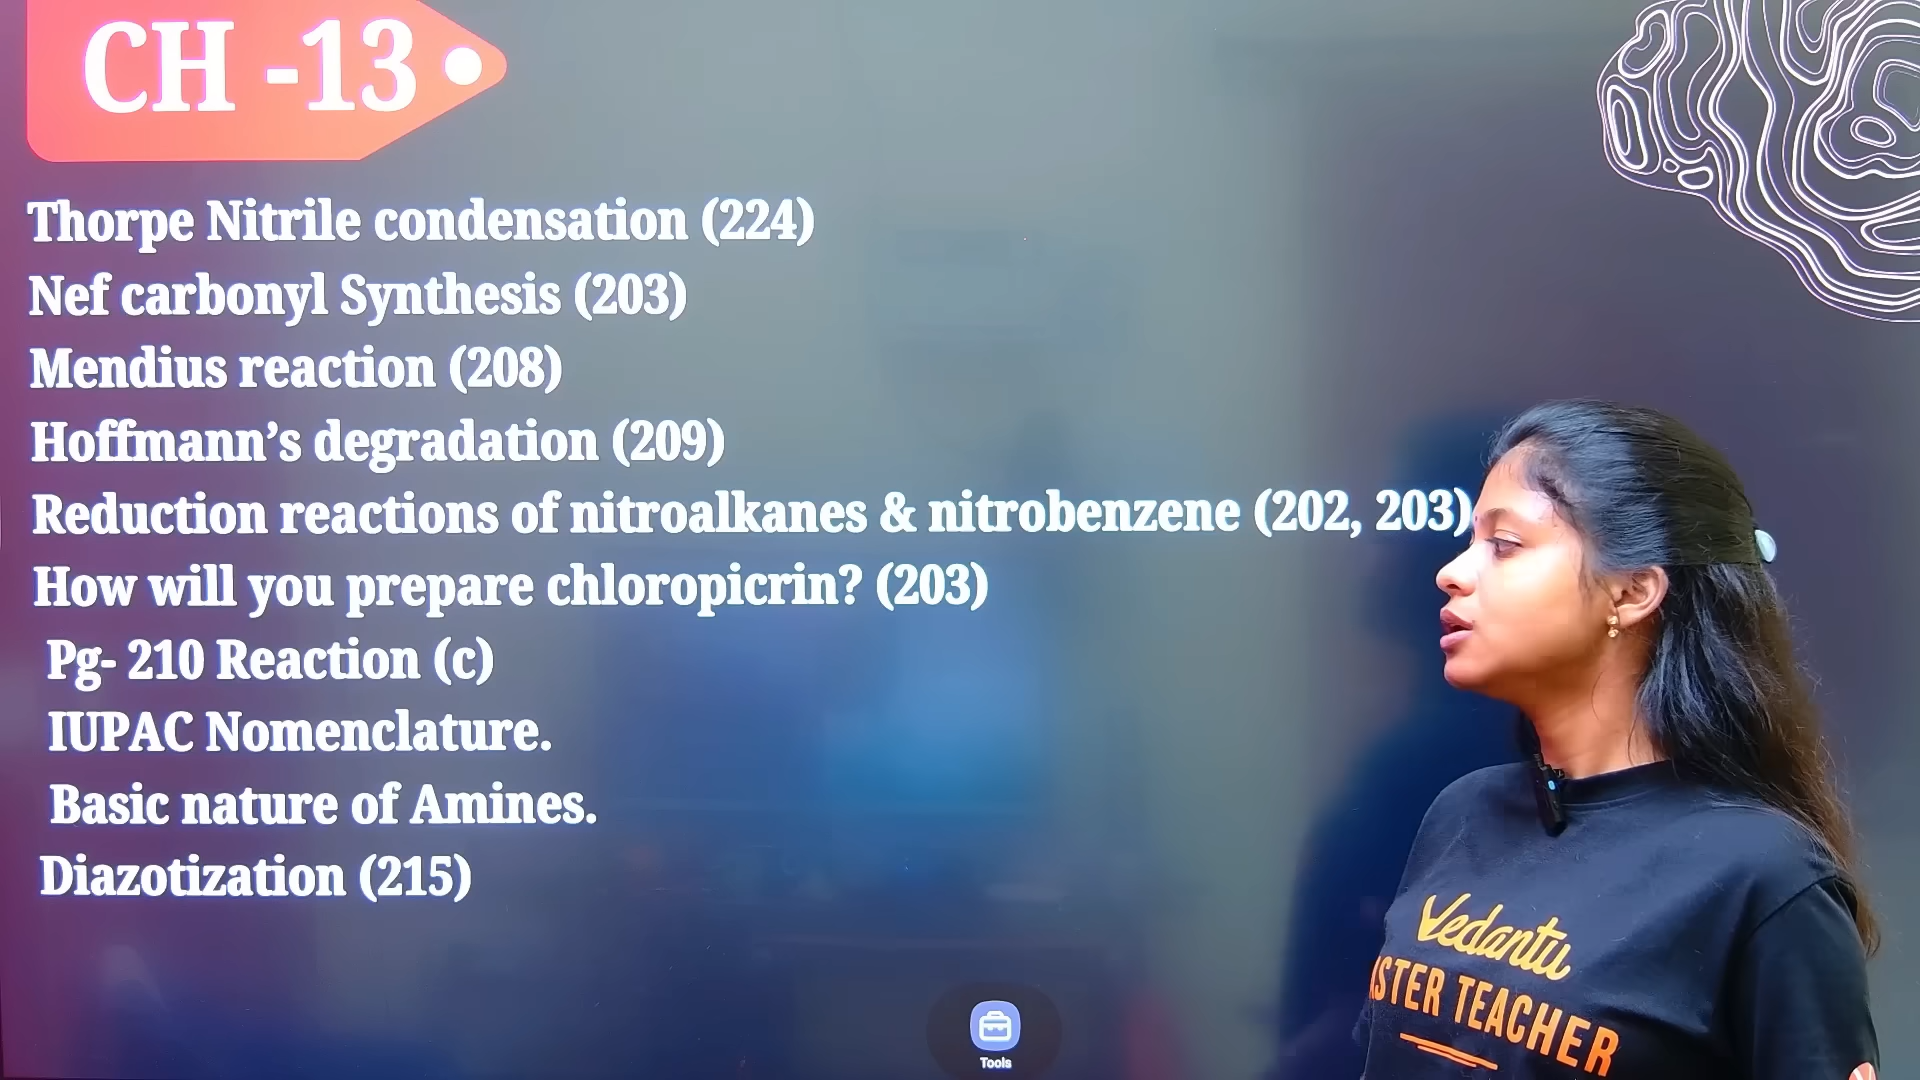 CH -13
Thorpe Nitrile condensation (224)
Nef carbonyl Synthesis (203)
Mendius reaction (208)
Hoffmann’s degradation (209)
Reduction reactions of nitroalkanes & nitrobenzene (202, 203)
How will you prepare chloropicrin? (203)
Pg- 210 Reaction (c)
IUPAC Nomenclature.
Basic nature of Amines.
Diazotization (215)
Tools
Vedantu
ASTER TEACHER